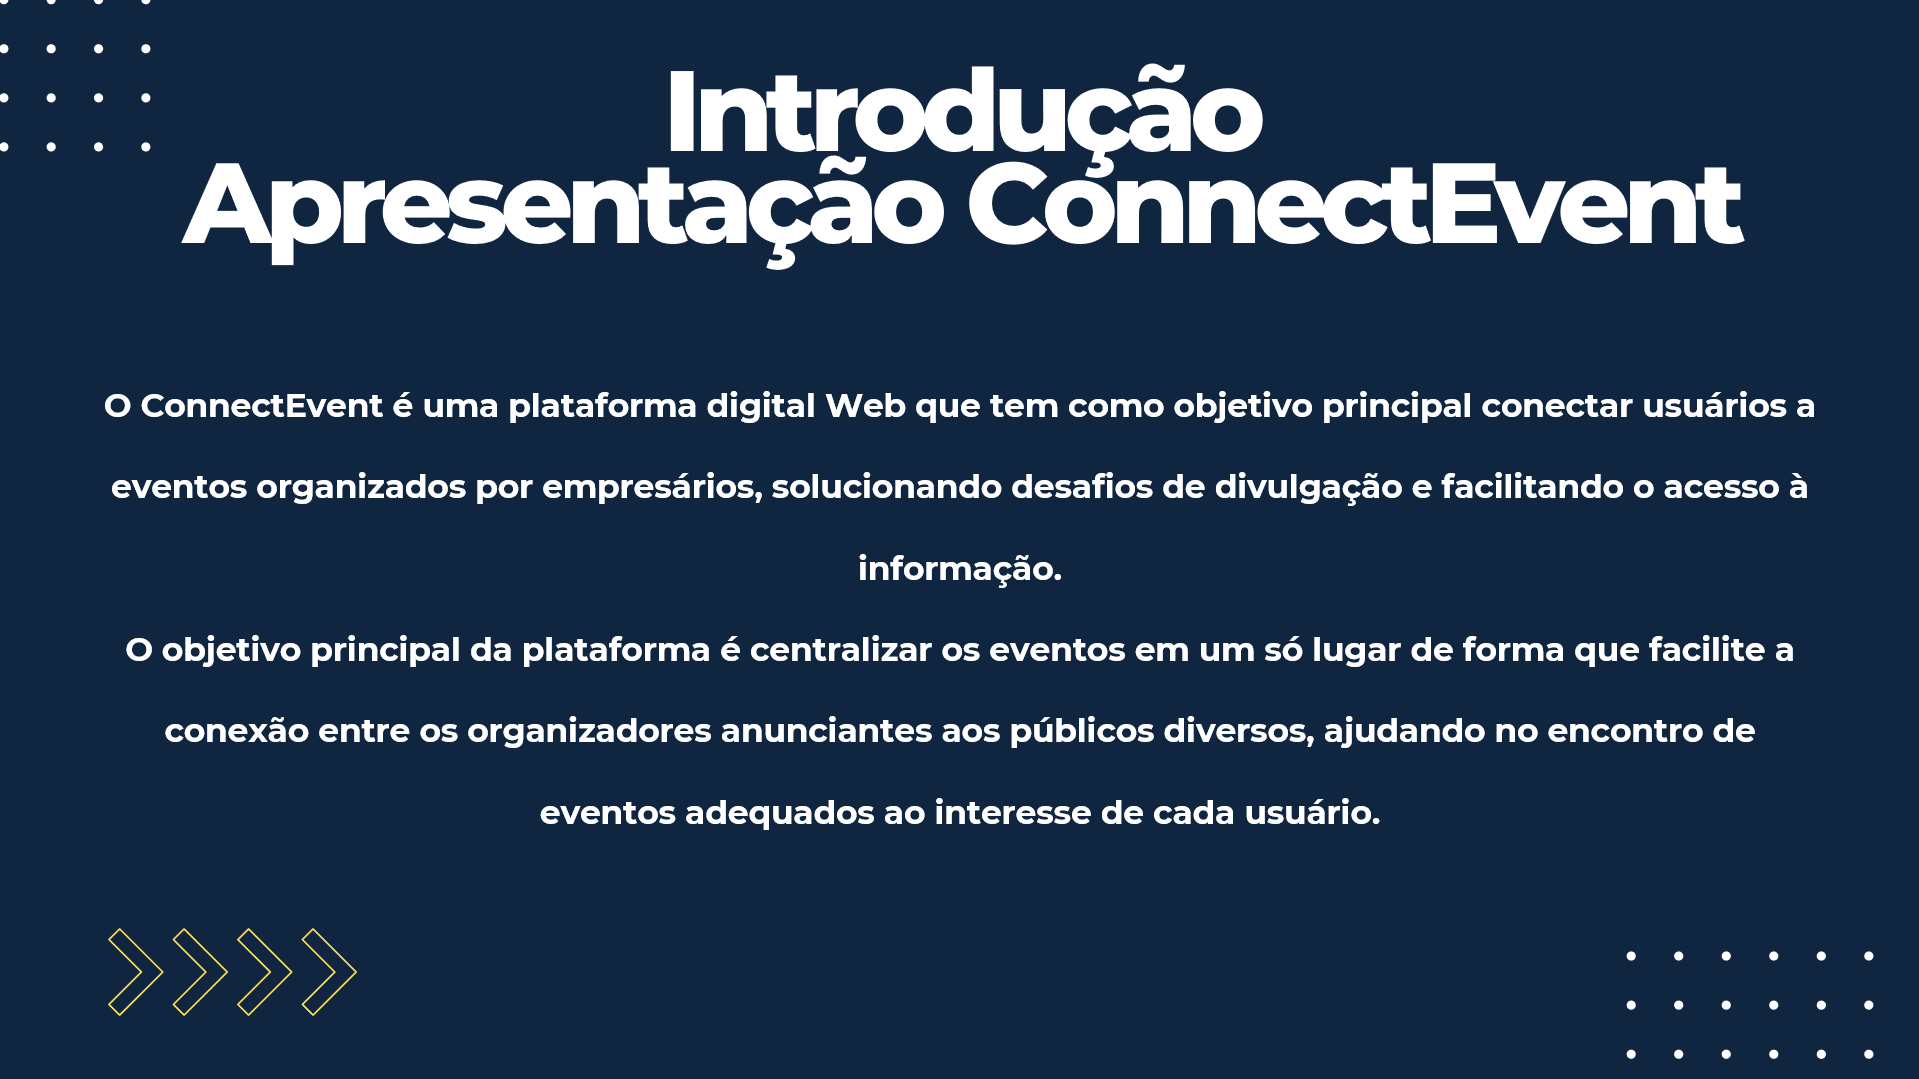 Introdução
Apresentação ConnectEvent
O ConnectEvent é uma plataforma digital Web que tem como objetivo principal conectar usuários a
eventos organizados por empresários, solucionando desafios de divulgação e facilitando o acesso à
informação.
O objetivo principal da plataforma é centralizar os eventos em um só lugar de forma que facilite a
conexão entre os organizadores anunciantes aos públicos diversos, ajudando no encontro de
eventos adequados ao interesse de cada usuário.